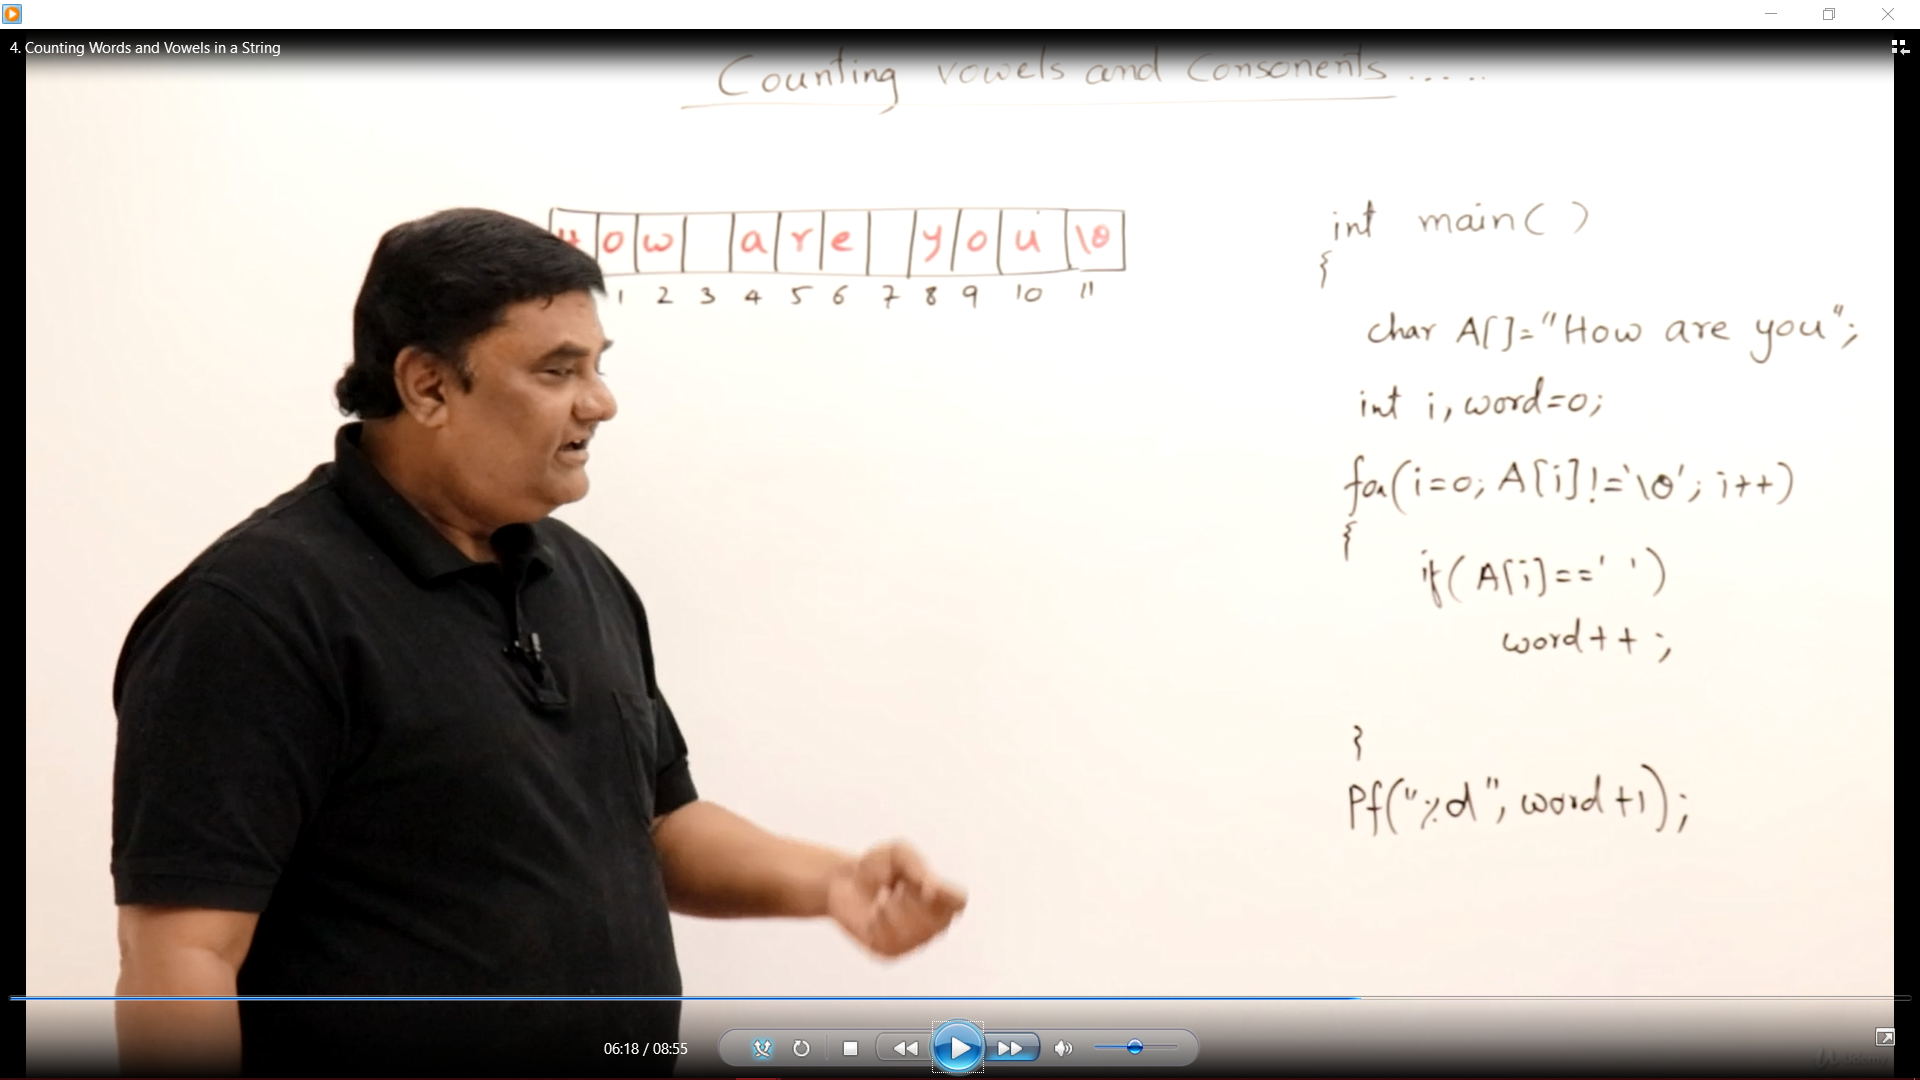 4. Counting Words and Vowels in a String
Counting vowels and Consonents .....
o w a r e y o u \0
1 2 3 4 5 6 7 8 9 10 11
int main( )
{
char A[]="How are you";
int i, word=0;
for(i=0; A[i]!='\0'; i++)
{
if(A[i]==' ')
word++;
}
Pf("%d", word+1);
06:18 / 08:55